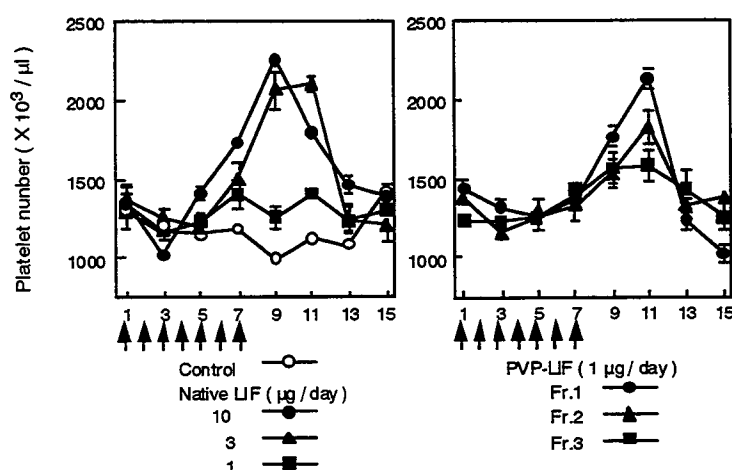 Platelet nunber ( X 10³ / µl )
2500
2000
1500
1000
1 3 5 7 9 11 13 15
Control
Native LIF ( µg / day )
10
3
1
2500
2000
1500
1000
1 3 5 7 9 11 13 15
PVP-LIF ( 1 µg / day )
Fr.1
Fr.2
Fr.3